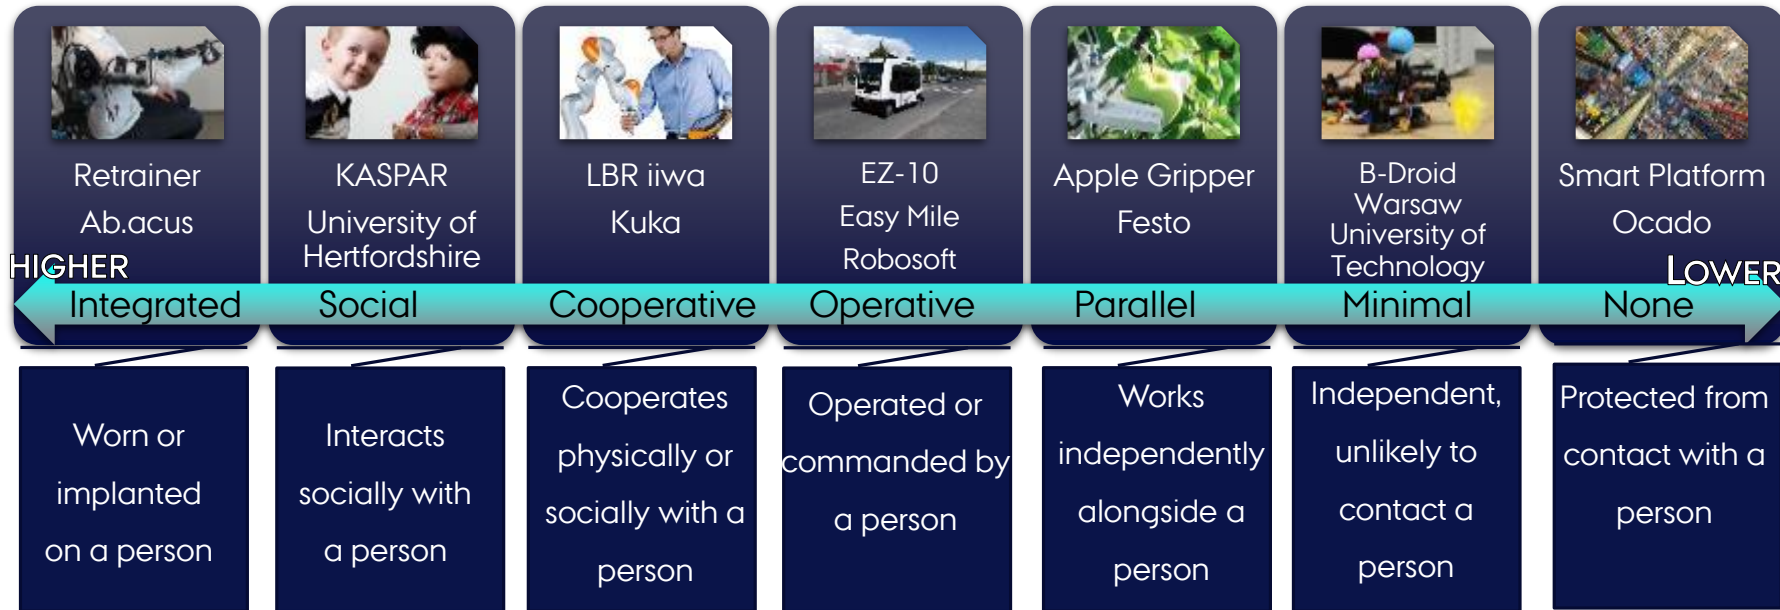 Retrainer
Ab.acus
KASPAR
University of
Hertfordshire
LBR iiwa
Kuka
EZ-10
Easy Mile
Robosoft
Apple Gripper
Festo
B-Droid
Warsaw
University of
Technology
Smart Platform
Ocado
HIGHER
LOWER
Integrated
Social
Cooperative
Operative
Parallel
Minimal
None
Worn or
implanted
on a person
Interacts
socially with
a person
Cooperates
physically or
socially with a
person
Operated or
commanded by
a person
Works
independently
alongside a
person
Independent,
unlikely to
contact a
person
Protected from
contact with a
person